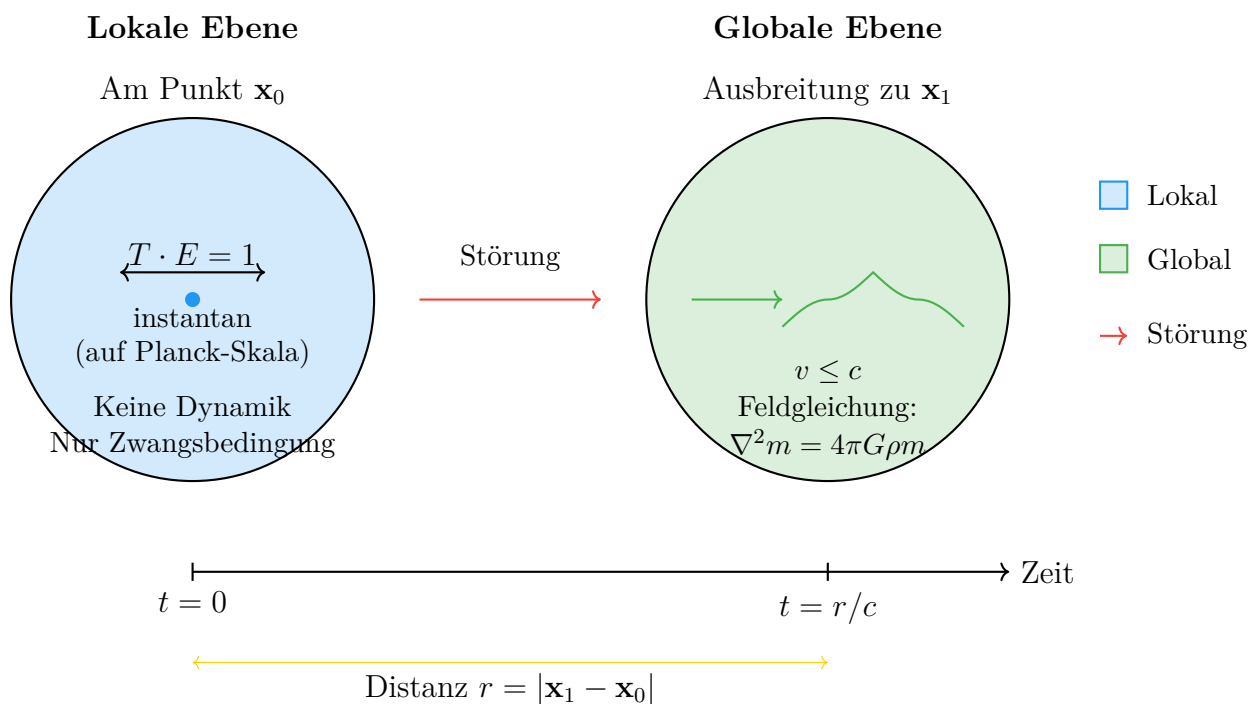 Lokale Ebene
Am Punkt x₀
T · E = 1
instantan
(auf Planck-Skala)
Keine Dynamik
Nur Zwangsbedingung
Störung
Globale Ebene
Ausbreitung zu x₁
v ≤ c
Feldgleichung:
∇²m = 4πGρm
Lokal
Global
Störung
Zeit
t = 0
t = r/c
Distanz r = |x₁ − x₀|